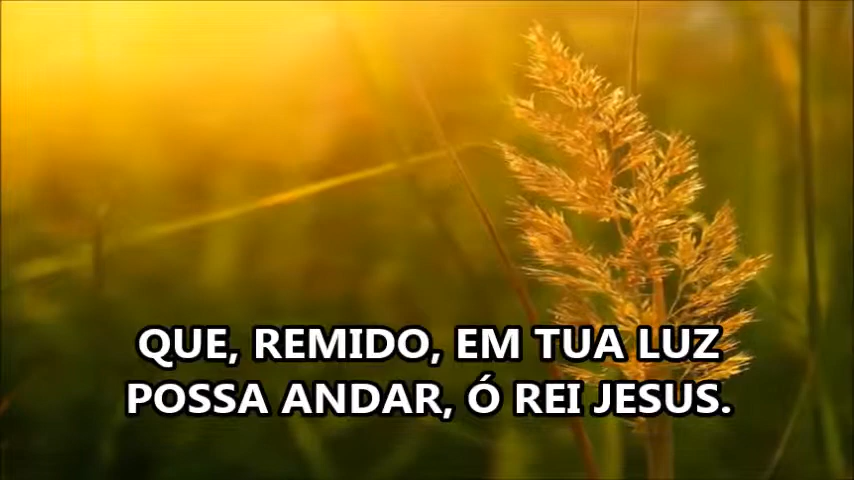 QUE, REMIDO, EM TUA LUZ
POSSA ANDAR, Ó REI JESUS.